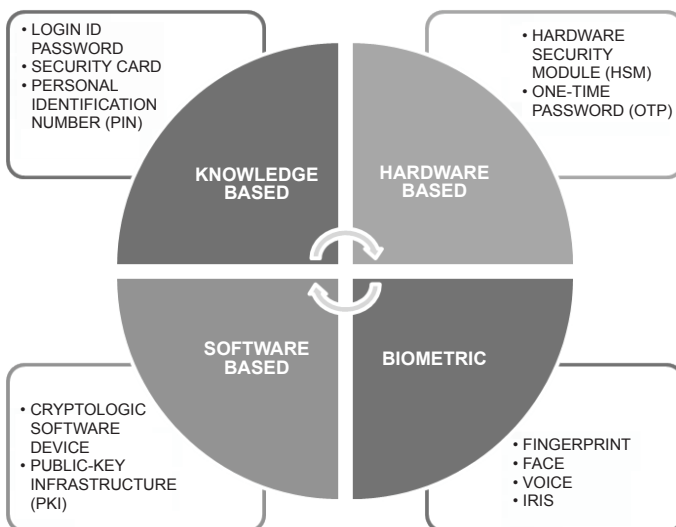 • LOGIN ID
PASSWORD
• SECURITY CARD
• PERSONAL
IDENTIFICATION
NUMBER (PIN)
• HARDWARE
SECURITY
MODULE (HSM)
• ONE-TIME
PASSWORD (OTP)
KNOWLEDGE
BASED
HARDWARE
BASED
SOFTWARE
BASED
BIOMETRIC
• CRYPTOLOGIC
SOFTWARE
DEVICE
• PUBLIC-KEY
INFRASTRUCTURE
(PKI)
• FINGERPRINT
• FACE
• VOICE
• IRIS